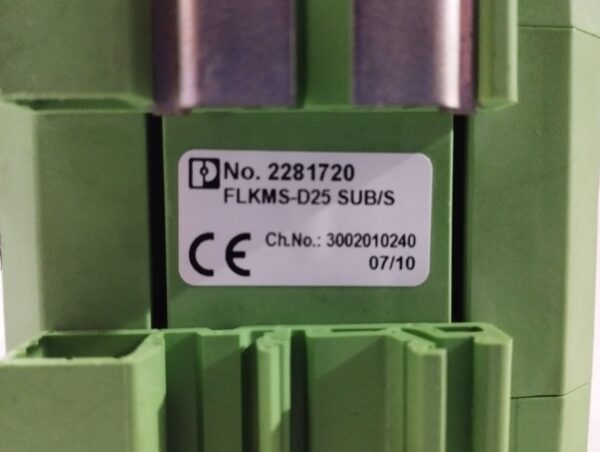 No. 2281720
FLKMS-D25 SUB/S
CE
Ch.No.: 3002010240
07/10